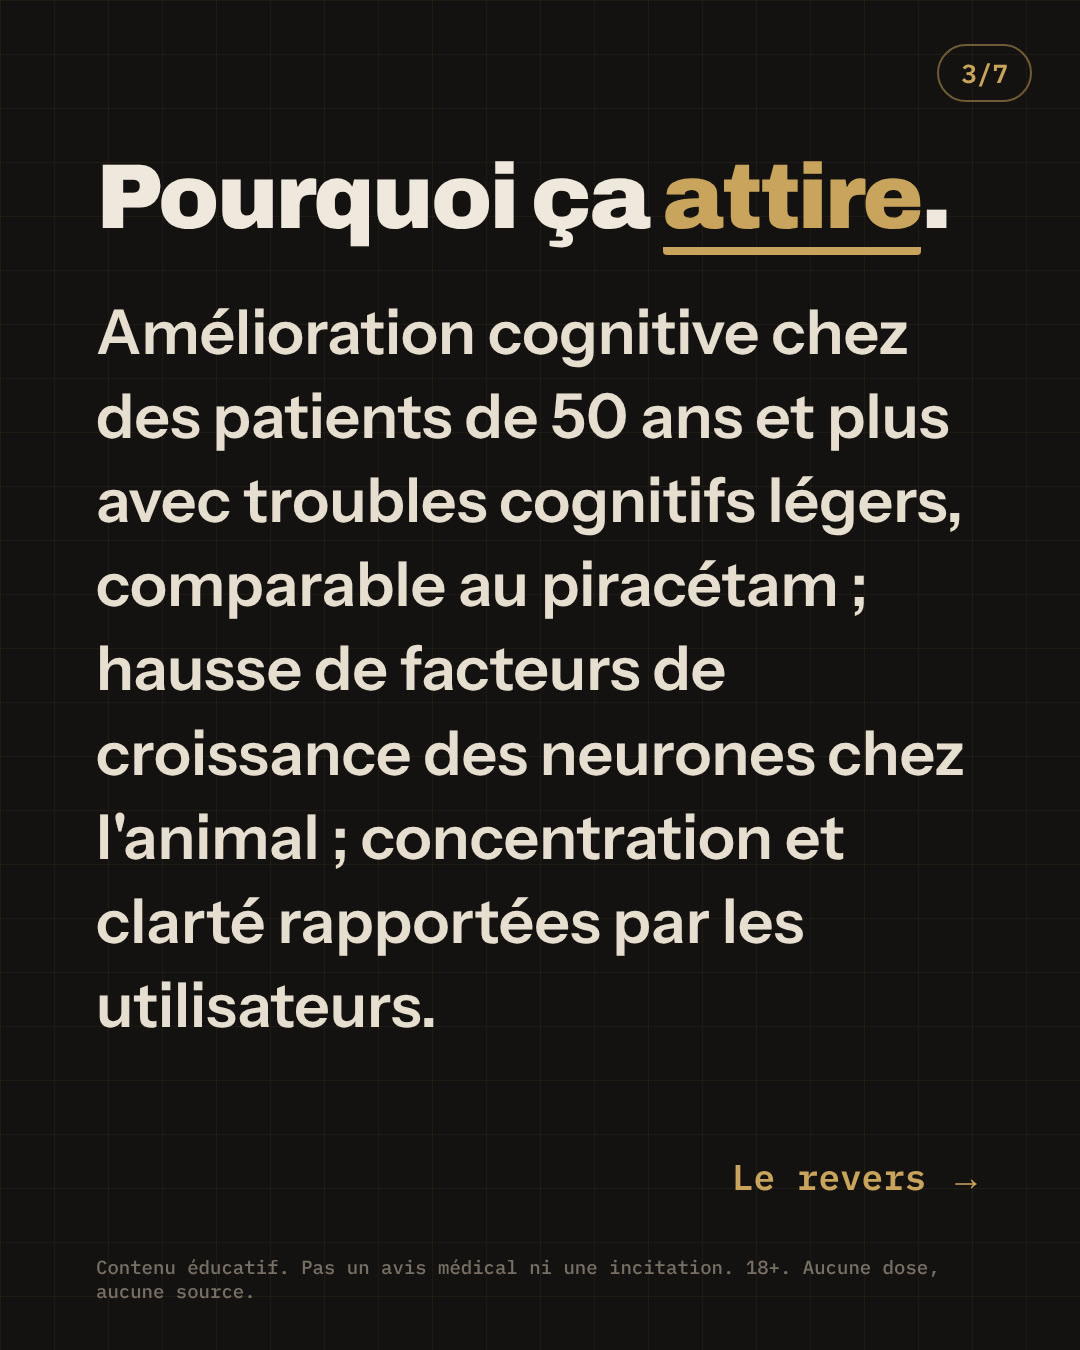 3/7
Pourquoi ça attire.
Amélioration cognitive chez
des patients de 50 ans et plus
avec troubles cognitifs légers,
comparable au piracétam ;
hausse de facteurs de
croissance des neurones chez
l'animal ; concentration et
clarté rapportées par les
utilisateurs.
Le revers →
Contenu éducatif. Pas un avis médical ni une incitation. 18+. Aucune dose,
aucune source.